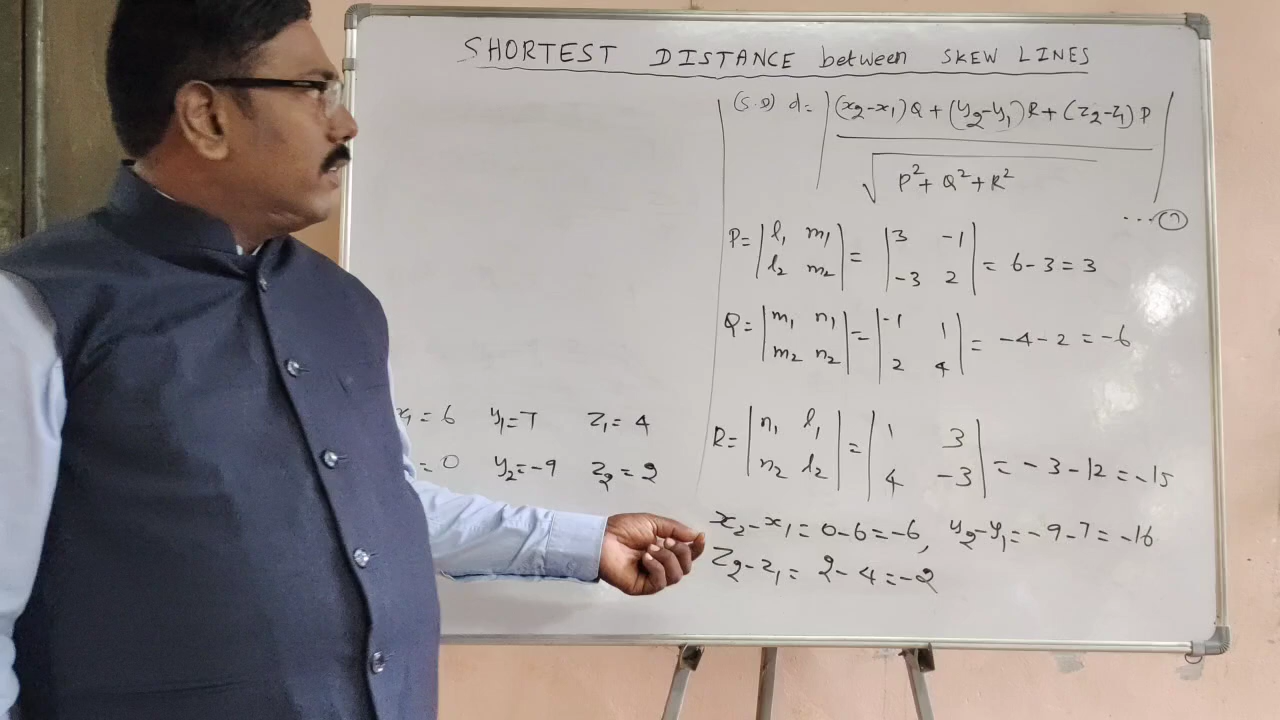 SHORTEST DISTANCE between SKEW LINES
(S.D) d = | (x₂-x₁)Q + (y₂-y₁)R + (z₂-z₁)P |
√ P² + Q² + R²
... ①
P = | l₁ m₁ | = | 3 -1 | = 6 - 3 = 3
| l₂ m₂ | | -3 2 |
Q = | m₁ n₁ | = | -1 1 | = -4 - 2 = -6
| m₂ n₂ | | 2 4 |
R = | n₁ l₁ | = | 1 3 | = -3 - 12 = -15
| n₂ l₂ | | 4 -3 |
x₂ - x₁ = 0 - 6 = -6, y₂ - y₁ = -9 - 7 = -16
z₂ - z₁ = 2 - 4 = -2
x₁ = 6 y₁ = 7 z₁ = 4
= 0 y₂ = -9 z₂ = 2